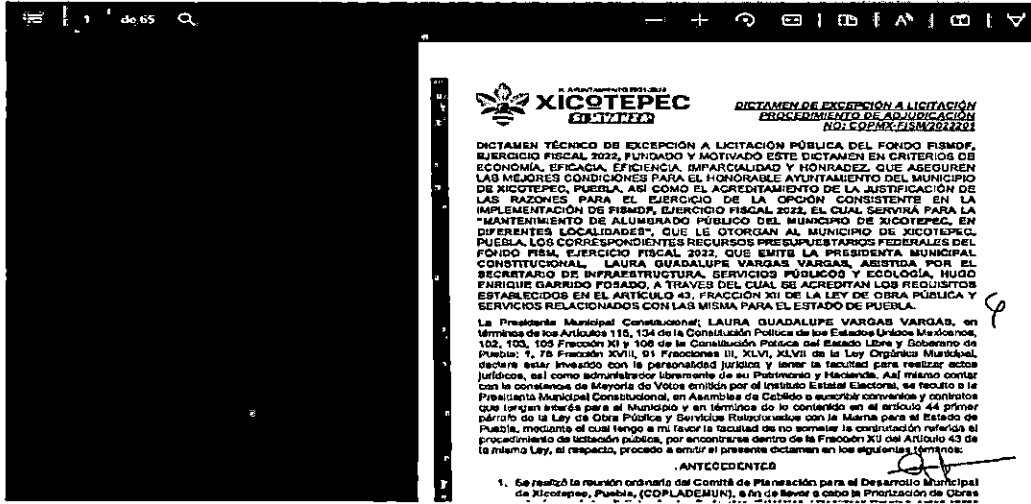 1 de 65
H. AYUNTAMIENTO 2021-2024
XICOTEPEC
SI AVANZA
DICTAMEN DE EXCEPCIÓN A LICITACIÓN
PROCEDIMIENTO DE ADJUDICACIÓN
NO: COPMX-FISM/2022201
DICTAMEN TÉCNICO DE EXCEPCIÓN A LICITACIÓN PÚBLICA DEL FONDO FISMDF,
EJERCICIO FISCAL 2022, FUNDADO Y MOTIVADO ESTE DICTAMEN EN CRITERIOS DE
ECONOMÍA, EFICACIA, EFICIENCIA, IMPARCIALIDAD Y HONRADEZ, QUE ASEGUREN
LAS MEJORES CONDICIONES PARA EL HONORABLE AYUNTAMIENTO DEL MUNICIPIO
DE XICOTEPEC, PUEBLA, ASÍ COMO EL ACREDITAMIENTO DE LA JUSTIFICACIÓN DE
LAS RAZONES PARA EL EJERCICIO DE LA OPCIÓN CONSISTENTE EN LA
IMPLEMENTACIÓN DE FISMDF, EJERCICIO FISCAL 2022, EL CUAL SERVIRÁ PARA LA
"MANTENIMIENTO DE ALUMBRADO PÚBLICO DEL MUNICIPIO DE XICOTEPEC, EN
DIFERENTES LOCALIDADES", QUE LE OTORGAN AL MUNICIPIO DE XICOTEPEC,
PUEBLA, LOS CORRESPONDIENTES RECURSOS PRESUPUESTARIOS FEDERALES DEL
FONDO FISM, EJERCICIO FISCAL 2022, QUE EMITE LA PRESIDENTA MUNICIPAL
CONSTITUCIONAL, LAURA GUADALUPE VARGAS VARGAS, ASISTIDA POR EL
SECRETARIO DE INFRAESTRUCTURA, SERVICIOS PÚBLICOS Y ECOLOGÍA, HUGO
ENRIQUE GARRIDO POSADO, A TRAVES DEL CUAL SE ACREDITAN LOS REQUISITOS
ESTABLECIDOS EN EL ARTÍCULO 43, FRACCIÓN XII DE LA LEY DE OBRA PÚBLICA Y
SERVICIOS RELACIONADOS CON LAS MISMA PARA EL ESTADO DE PUEBLA.
La Presidenta Municipal Constitucional; LAURA GUADALUPE VARGAS VARGAS, en
términos de los Artículos 115, 134 de la Constitución Política de los Estados Unidos Mexicanos,
102, 103, 105 Fracción XI y 108 de la Constitución Política del Estado Libre y Soberano de
Puebla; 1, 78 Fracción XVIII, 91 Fracciones III, XLVI, XLVII de la Ley Orgánica Municipal,
declara estar investido con la personalidad jurídica y tener la facultad para realizar actos
jurídicos, así como administrador libremente de su Patrimonio y Hacienda. Así mismo contar
con la constancia de Mayoría de Votos emitida por el Instituto Estatal Electoral, se faculto a la
Presidenta Municipal Constitucional, en Asamblea de Cabildo a suscribir convenios y contratos
que tengan interés para el Municipio y en términos de lo contenido en el artículo 44 primer
párrafo de la Ley de Obra Pública y Servicios Relacionados con la Misma para el Estado de
Puebla, mediante el cual tengo a mi favor la facultad de no someter la contratación referida al
procedimiento de licitación pública, por encontrarse dentro de la Fracción XII del Artículo 43 de
la misma Ley, al respecto, procedo a emitir el presente dictamen en los siguientes términos:
.ANTECEDENTES
1. Se realizó la reunión ordinaria del Comité de Planeación para el Desarrollo Municipal
de Xicotepec, Puebla, (COPLADEMUN), a fin de llevar a cabo la Priorización de Obras